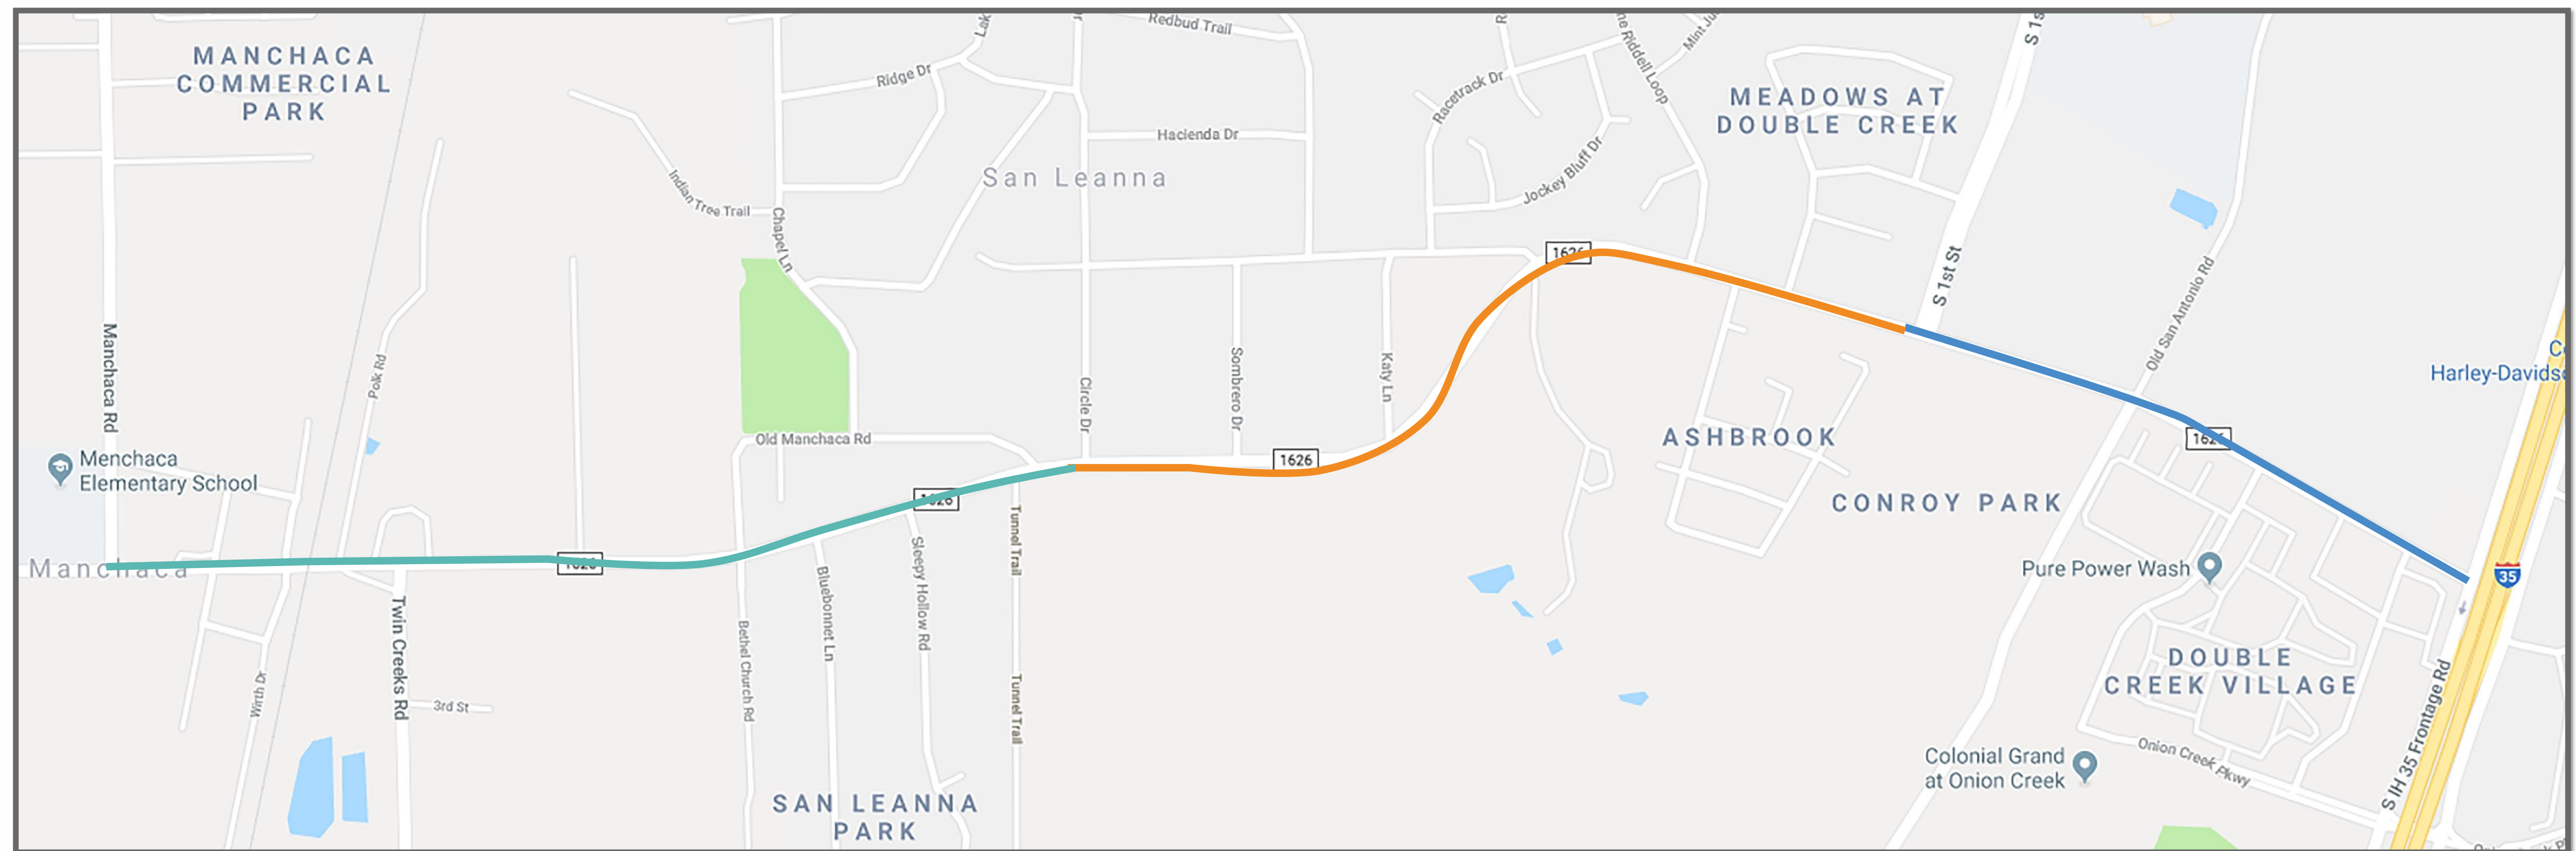 MANCHACA
COMMERCIAL
PARK
Redbud Trail
Ridge Dr
Hacienda Dr
San Leanna
Indian Tree Trail
Chapel Ln
Racetrack Dr
Riddell Loop
Jockey Bluff Dr
MEADOWS AT
DOUBLE CREEK
S 1st St
Old San Antonio Rd
1626
Manchaca Rd
Polk Rd
Circle Dr
Sombrero Dr
Katy Ln
Harley-Davids
Old Manchaca Rd
ASHBROOK
1626
1626
Menchaca
Elementary School
1626
CONROY PARK
Manchaca
1626
Tunnel Trail
Sleepy Hollow Rd
Bluebonnet Ln
Bethel Church Rd
Twin Creeks Rd
Wirth Dr
3rd St
Tunnel Trail
Pure Power Wash
35
DOUBLE
CREEK VILLAGE
S IH 35 Frontage Rd
Onion Creek Pkwy
Colonial Grand
at Onion Creek
SAN LEANNA
PARK